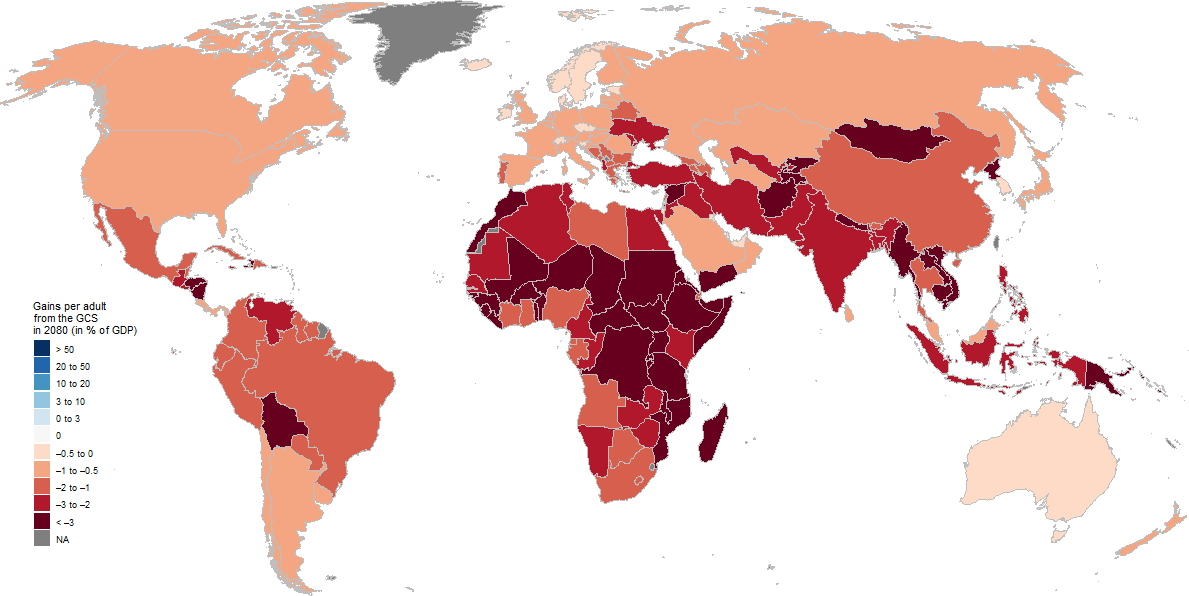 Gains per adult
from the GCS
in 2080 (in % of GDP)
> 50
20 to 50
10 to 20
3 to 10
0 to 3
0
–0.5 to 0
–1 to –0.5
–2 to –1
–3 to –2
< –3
NA